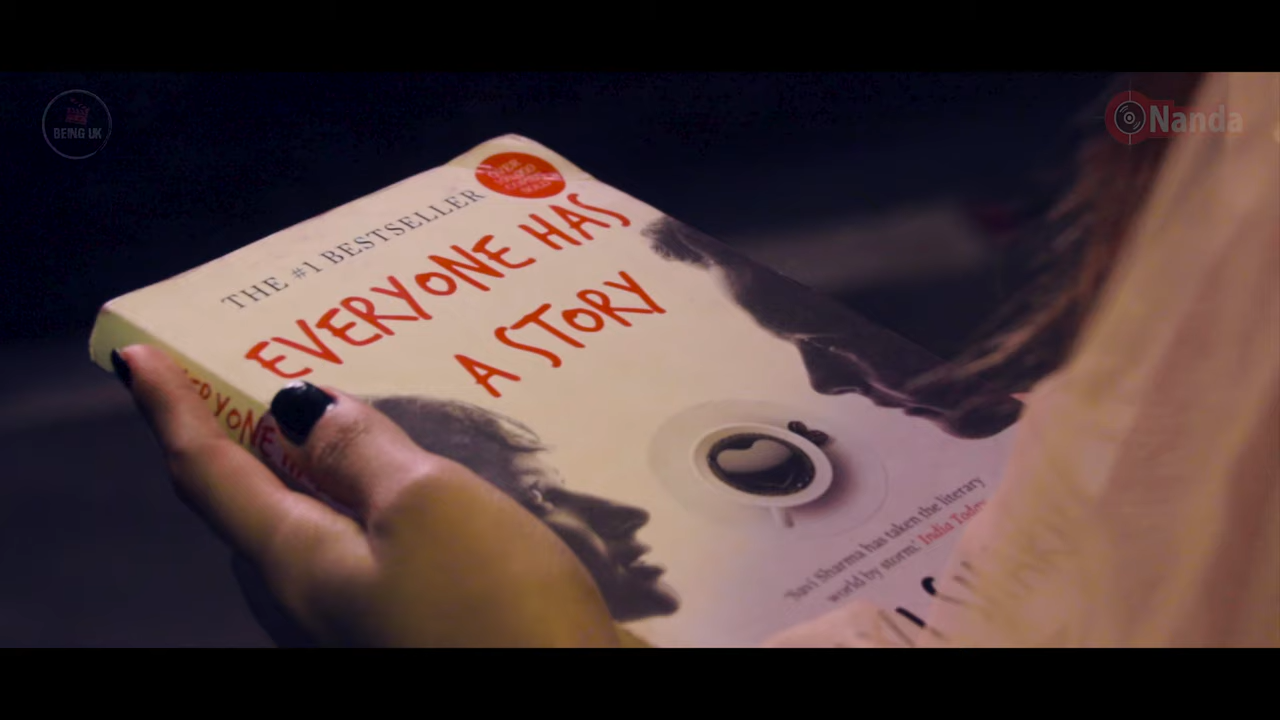 BEING UK
Nanda
THE #1 BESTSELLER
EVERYONE HAS
A STORY
EVERYONE
'Savi Sharma has taken the literary
world by storm.' India Today